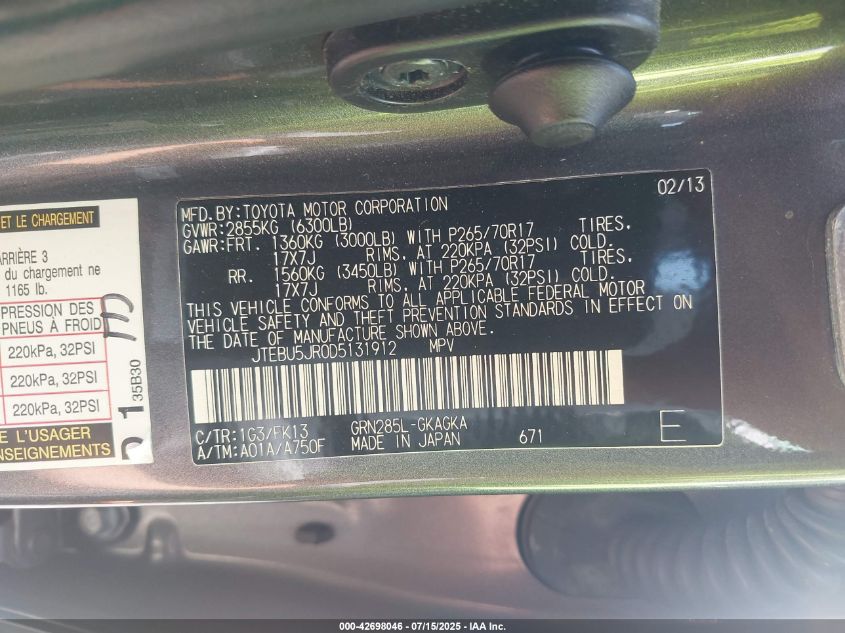 ET LE CHARGEMENT
ARRIÈRE 3
du chargement ne
1165 lb.
PRESSION DES
PNEUS À FROID
220kPa, 32PSI
220kPa, 32PSI
220kPa, 32PSI
L'USAGER
35B30
02/13
MFD.BY:TOYOTA MOTOR CORPORATION
GVWR:2855KG (6300LB)
GAWR:FRT. 1360KG (3000LB) WITH P265/70R17 TIRES.
17X7J RIMS, AT 220KPA (32PSI) COLD.
RR. 1560KG (3450LB) WITH P265/70R17 TIRES.
17X7J RIMS, AT 220KPA (32PSI) COLD.
THIS VEHICLE CONFORMS TO ALL APPLICABLE FEDERAL MOTOR
VEHICLE SAFETY AND THEFT PREVENTION STANDARDS IN EFFECT ON
THE DATE OF MANUFACTURE SHOWN ABOVE.
JTEBU5JR0D5131912 MPV
C/TR:1G3/FK13 GRN285L-GKAGKA
A/TM:A01A/A750F MADE IN JAPAN 671
E
000-42698046 - 07/15/2025 - IAA Inc.